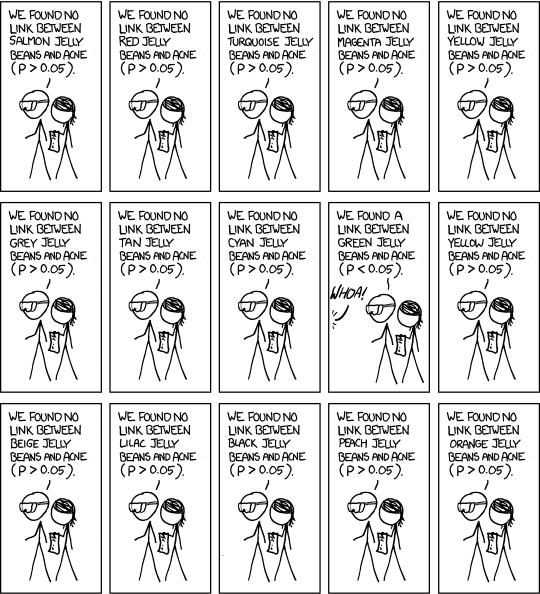 WE FOUND NO
LINK BETWEEN
SALMON JELLY
BEANS AND ACNE
(P > 0.05).
WE FOUND NO
LINK BETWEEN
RED JELLY
BEANS AND ACNE
(P > 0.05).
WE FOUND NO
LINK BETWEEN
TURQUOISE JELLY
BEANS AND ACNE
(P > 0.05).
WE FOUND NO
LINK BETWEEN
MAGENTA JELLY
BEANS AND ACNE
(P > 0.05).
WE FOUND NO
LINK BETWEEN
YELLOW JELLY
BEANS AND ACNE
(P > 0.05).
WE FOUND NO
LINK BETWEEN
GREY JELLY
BEANS AND ACNE
(P > 0.05).
WE FOUND NO
LINK BETWEEN
TAN JELLY
BEANS AND ACNE
(P > 0.05).
WE FOUND NO
LINK BETWEEN
CYAN JELLY
BEANS AND ACNE
(P > 0.05).
WE FOUND A
LINK BETWEEN
GREEN JELLY
BEANS AND ACNE
(P < 0.05).
WHOA!
WE FOUND NO
LINK BETWEEN
YELLOW JELLY
BEANS AND ACNE
(P > 0.05).
WE FOUND NO
LINK BETWEEN
BEIGE JELLY
BEANS AND ACNE
(P > 0.05).
WE FOUND NO
LINK BETWEEN
LILAC JELLY
BEANS AND ACNE
(P > 0.05).
WE FOUND NO
LINK BETWEEN
BLACK JELLY
BEANS AND ACNE
(P > 0.05).
WE FOUND NO
LINK BETWEEN
PEACH JELLY
BEANS AND ACNE
(P > 0.05).
WE FOUND NO
LINK BETWEEN
ORANGE JELLY
BEANS AND ACNE
(P > 0.05).